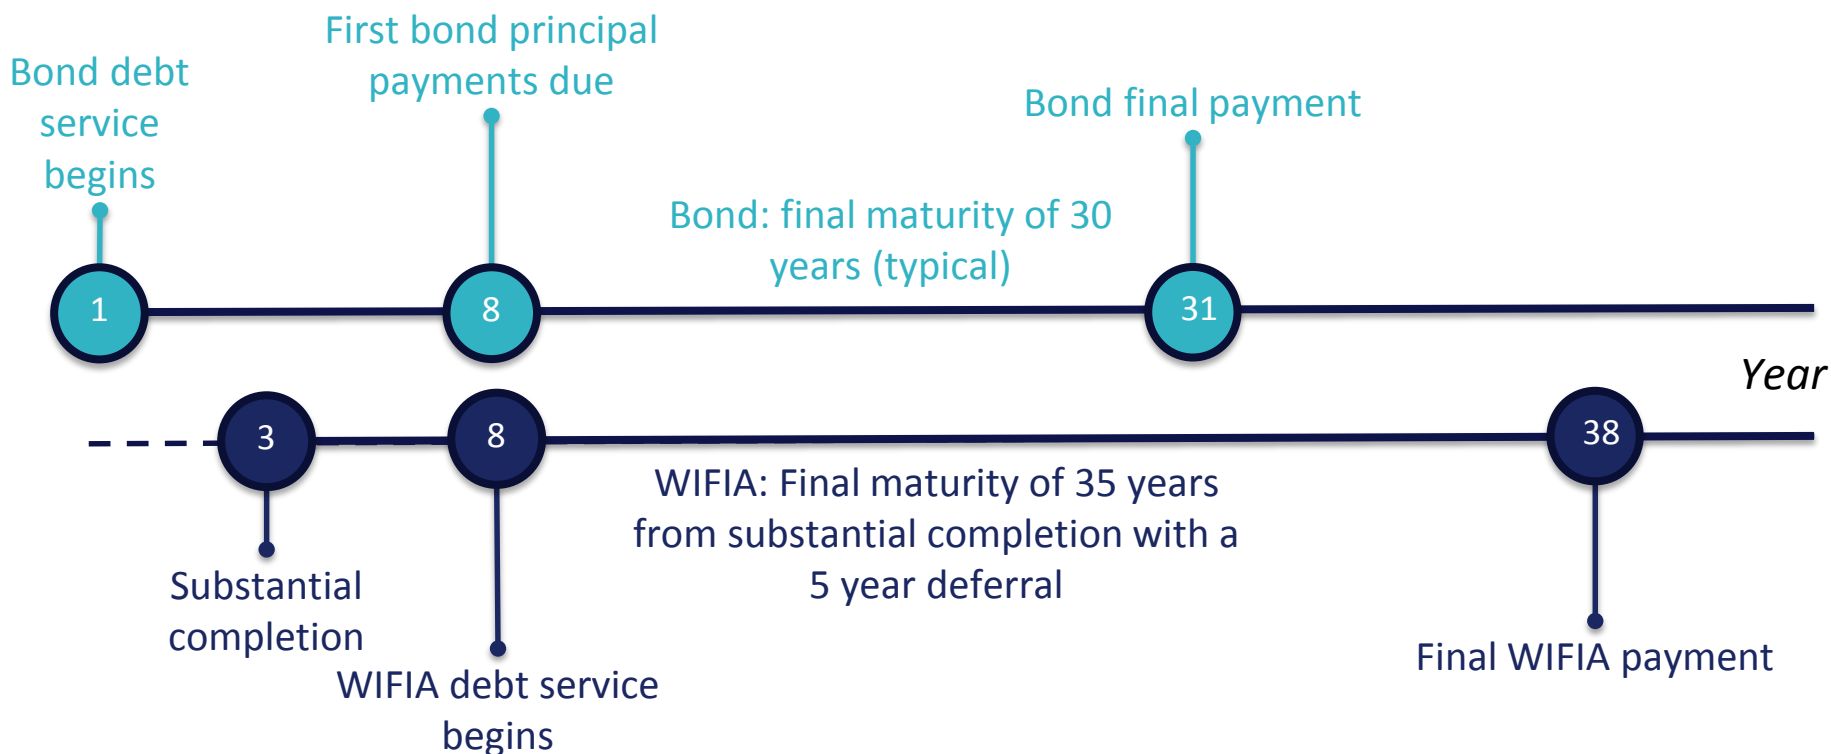 Bond debt
service
begins
First bond principal
payments due
Bond final payment
Bond: final maturity of 30
years (typical)
1
8
31
Year
3
8
38
WIFIA: Final maturity of 35 years
from substantial completion with a
5 year deferral
Substantial
completion
WIFIA debt service
begins
Final WIFIA payment